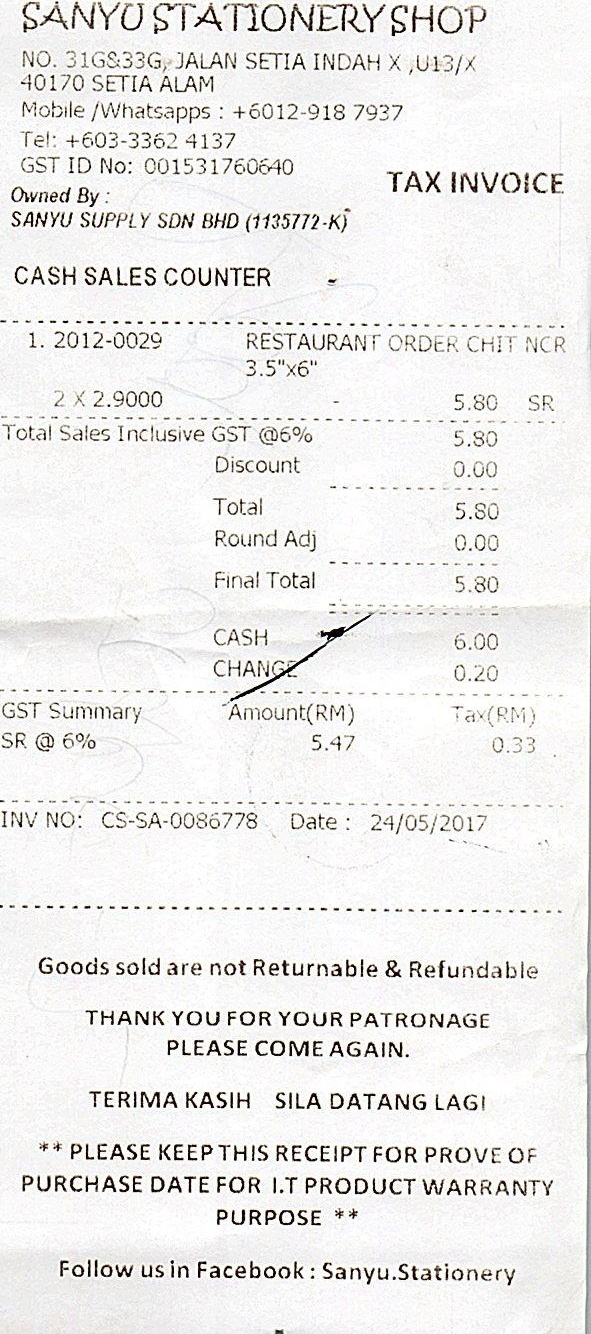 SANYU STATIONERY SHOP
NO. 31G&33G, JALAN SETIA INDAH X ,U13/X
40170 SETIA ALAM
Mobile /Whatsapps : +6012-918 7937
Tel: +603-3362 4137
GST ID No: 001531760640
TAX INVOICE
Owned By :
SANYU SUPPLY SDN BHD (1135772-K)
CASH SALES COUNTER -
1. 2012-0029 RESTAURANT ORDER CHIT NCR
3.5"x6"
2 X 2.9000 - 5.80 SR
Total Sales Inclusive GST @6% 5.80
Discount 0.00
Total 5.80
Round Adj 0.00
Final Total 5.80
CASH 6.00
CHANGE 0.20
GST Summary Amount(RM) Tax(RM)
SR @ 6% 5.47 0.33
INV NO: CS-SA-0086778 Date : 24/05/2017
Goods sold are not Returnable & Refundable
THANK YOU FOR YOUR PATRONAGE
PLEASE COME AGAIN.
TERIMA KASIH SILA DATANG LAGI
** PLEASE KEEP THIS RECEIPT FOR PROVE OF
PURCHASE DATE FOR I.T PRODUCT WARRANTY
PURPOSE **
Follow us in Facebook : Sanyu.Stationery